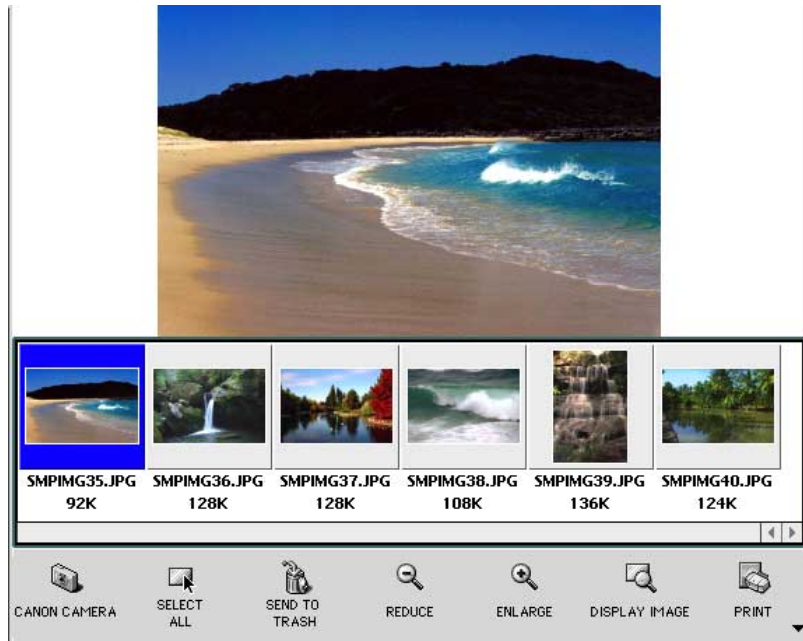 SMPIMG35.JPG SMPIMG36.JPG SMPIMG37.JPG SMPIMG38.JPG SMPIMG39.JPG SMPIMG40.JPG
92K 128K 128K 108K 136K 124K
CANON CAMERA SELECT ALL SEND TO TRASH REDUCE ENLARGE DISPLAY IMAGE PRINT